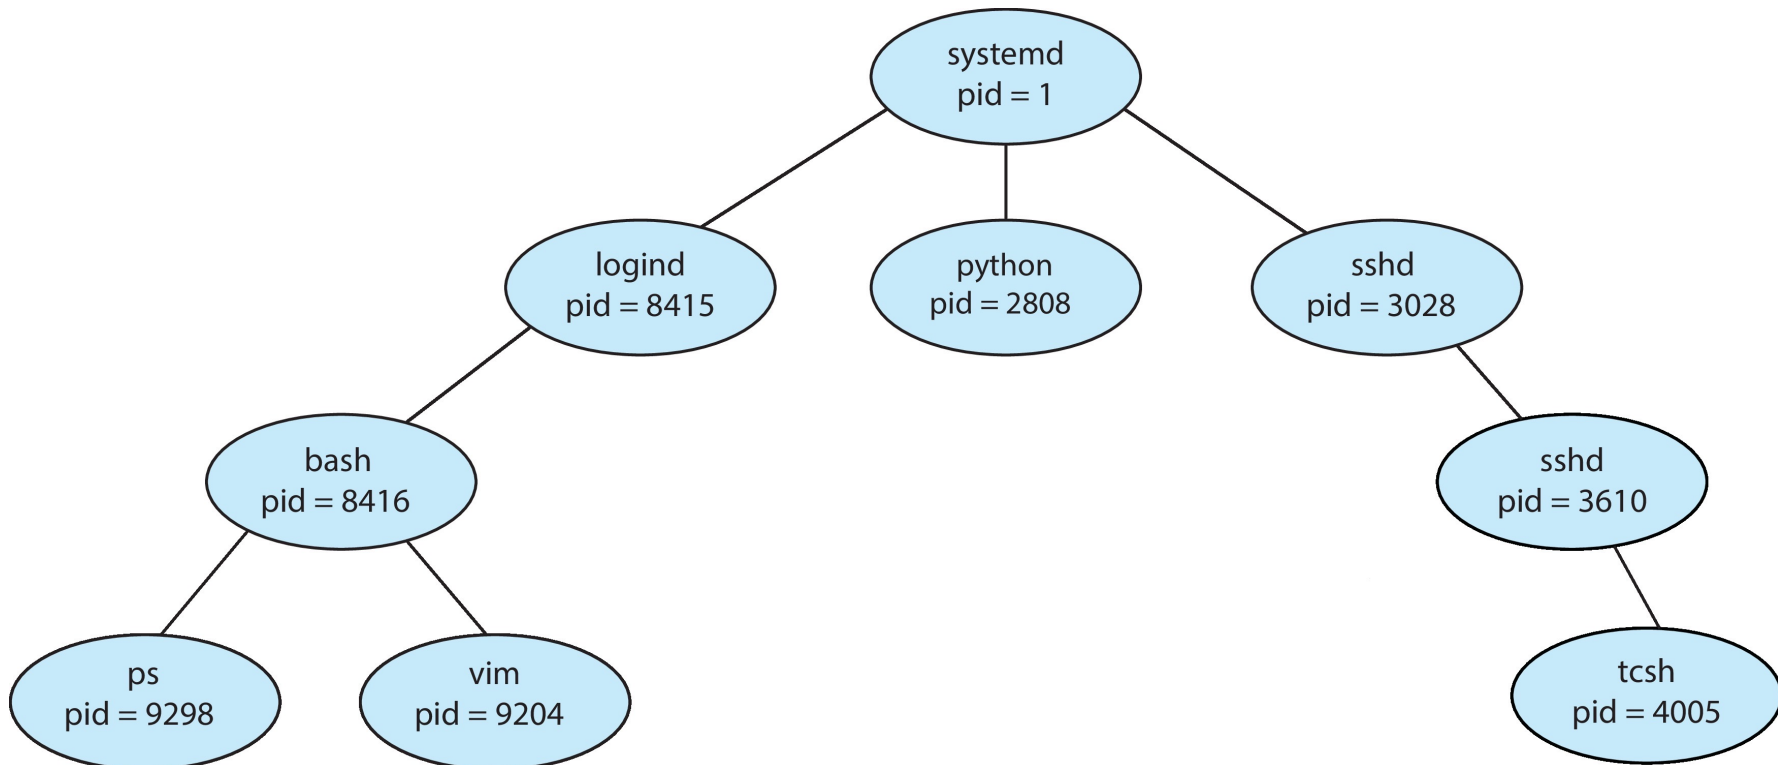 systemd
pid = 1
logind
pid = 8415
python
pid = 2808
sshd
pid = 3028
bash
pid = 8416
sshd
pid = 3610
ps
pid = 9298
vim
pid = 9204
tcsh
pid = 4005